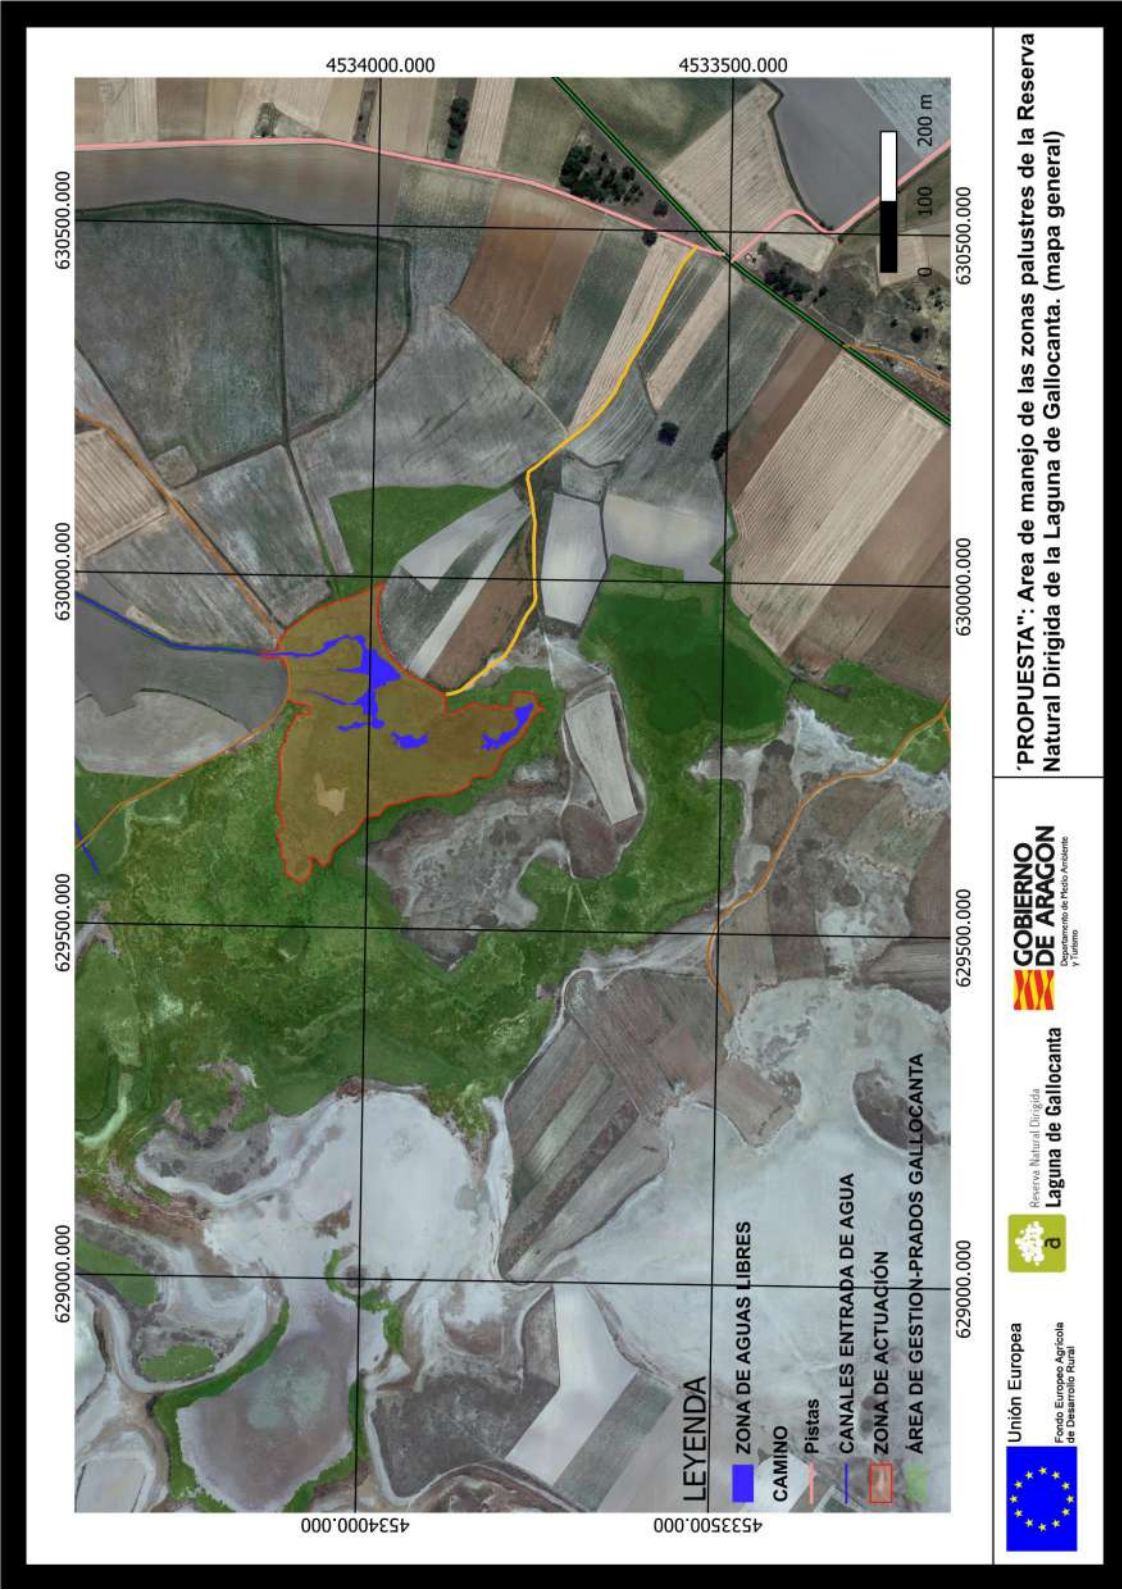 629000.000
629500.000
630000.000
630500.000
4534000.000
4533500.000
4534000.000
4533500.000
LEYENDA
ZONA DE AGUAS LIBRES
CAMINO
Pistas
CANALES ENTRADA DE AGUA
ZONA DE ACTUACIÓN
ÁREA DE GESTION-PRADOS GALLOCANTA
0 100 200 m
629000.000
629500.000
630000.000
630500.000
Unión Europea
Fondo Europeo Agrícola
de Desarrollo Rural
a
Reserva Natural Dirigida
Laguna de Gallocanta
GOBIERNO
DE ARAGON
Departamento de Medio Ambiente
y Turismo
´PROPUESTA": Area de manejo de las zonas palustres de la Reserva
Natural Dirigida de la Laguna de Gallocanta. (mapa general)